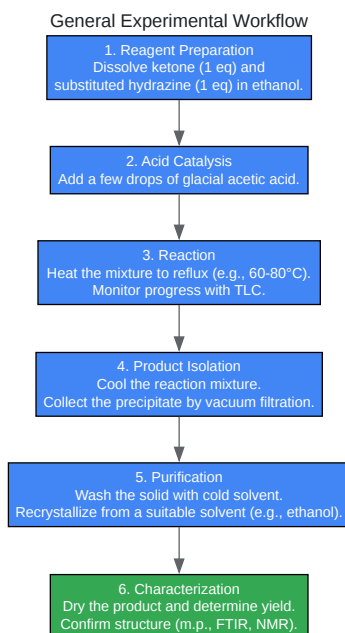 General Experimental Workflow
1. Reagent Preparation
Dissolve ketone (1 eq) and
substituted hydrazine (1 eq) in ethanol.
2. Acid Catalysis
Add a few drops of glacial acetic acid.
3. Reaction
Heat the mixture to reflux (e.g., 60-80°C).
Monitor progress with TLC.
4. Product Isolation
Cool the reaction mixture.
Collect the precipitate by vacuum filtration.
5. Purification
Wash the solid with cold solvent.
Recrystallize from a suitable solvent (e.g., ethanol).
6. Characterization
Dry the product and determine yield.
Confirm structure (m.p., FTIR, NMR).